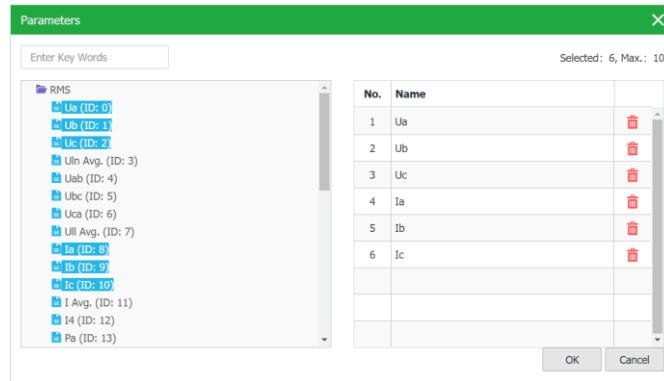 Parameters
Enter Key Words
Selected: 6, Max.: 10
RMS
Ua (ID: 0)
Ub (ID: 1)
Uc (ID: 2)
Uln Avg. (ID: 3)
Uab (ID: 4)
Ubc (ID: 5)
Uca (ID: 6)
Ull Avg. (ID: 7)
Ia (ID: 8)
Ib (ID: 9)
Ic (ID: 10)
I Avg. (ID: 11)
I4 (ID: 12)
Pa (ID: 13)
No. Name
1 Ua
2 Ub
3 Uc
4 Ia
5 Ib
6 Ic
OK Cancel